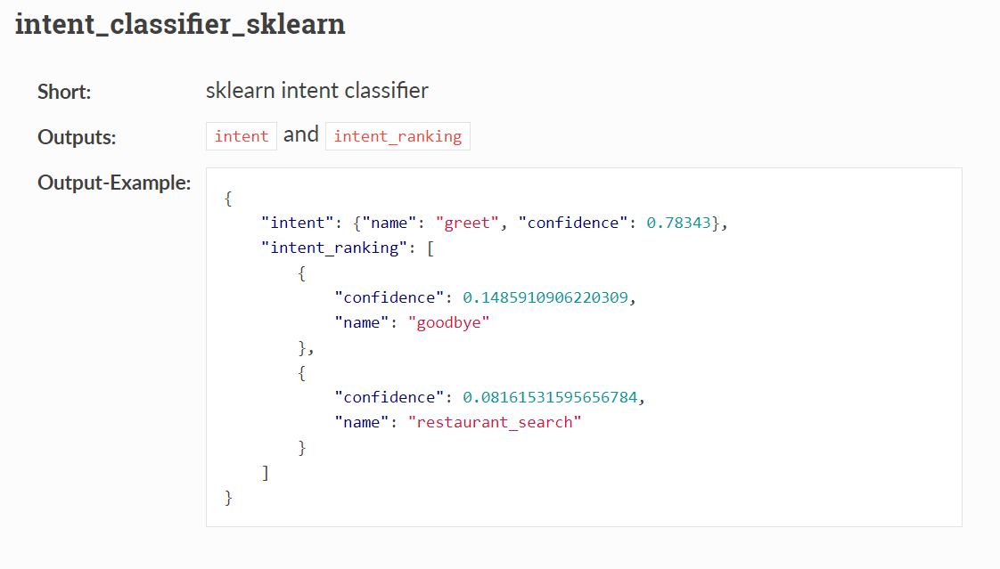 intent_classifier_sklearn
Short: sklearn intent classifier
Outputs: intent and intent_ranking
Output-Example:
{
    "intent": {"name": "greet", "confidence": 0.78343},
    "intent_ranking": [
        {
            "confidence": 0.1485910906220309,
            "name": "goodbye"
        },
        {
            "confidence": 0.08161531595656784,
            "name": "restaurant_search"
        }
    ]
}